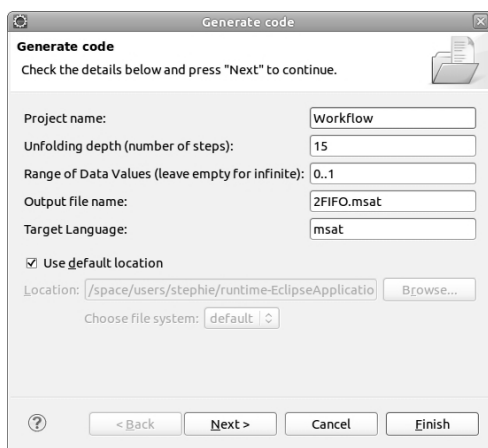 Generate code
Generate code
Check the details below and press "Next" to continue.
Project name: Workflow
Unfolding depth (number of steps): 15
Range of Data Values (leave empty for infinite): 0..1
Output file name: 2FIFO.msat
Target Language: msat
Use default location
Location: /space/users/stephie/runtime-EclipseApplicatio Browse...
Choose file system: default
? < Back Next > Cancel Finish